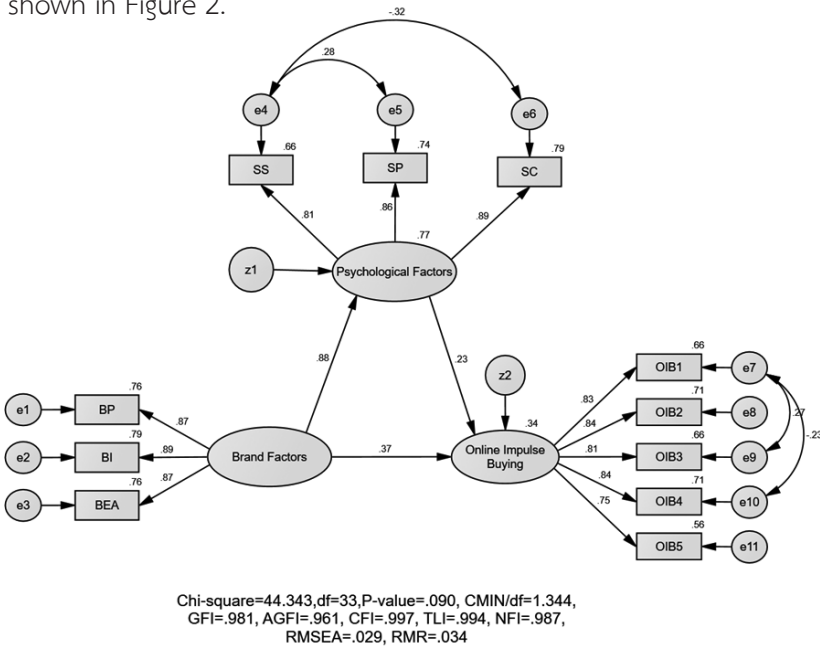 shown in Figure 2.
-.32
.28
e4
e5
e6
.66
.74
.79
SS
SP
SC
.81
.86
.89
.77
z1
Psychological Factors
.88
.23
z2
.66
OIB1
e7
.76
BP
e1
.87
.83
.71
OIB2
e8
.27
-.23
.34
.84
.79
BI
e2
.89
Brand Factors
.37
Online Impulse
Buying
.81
.66
OIB3
e9
.76
BEA
e3
.87
.84
.71
OIB4
e10
.75
.56
OIB5
e11
Chi-square=44.343,df=33,P-value=.090, CMIN/df=1.344,
GFI=.981, AGFI=.961, CFI=.997, TLI=.994, NFI=.987,
RMSEA=.029, RMR=.034